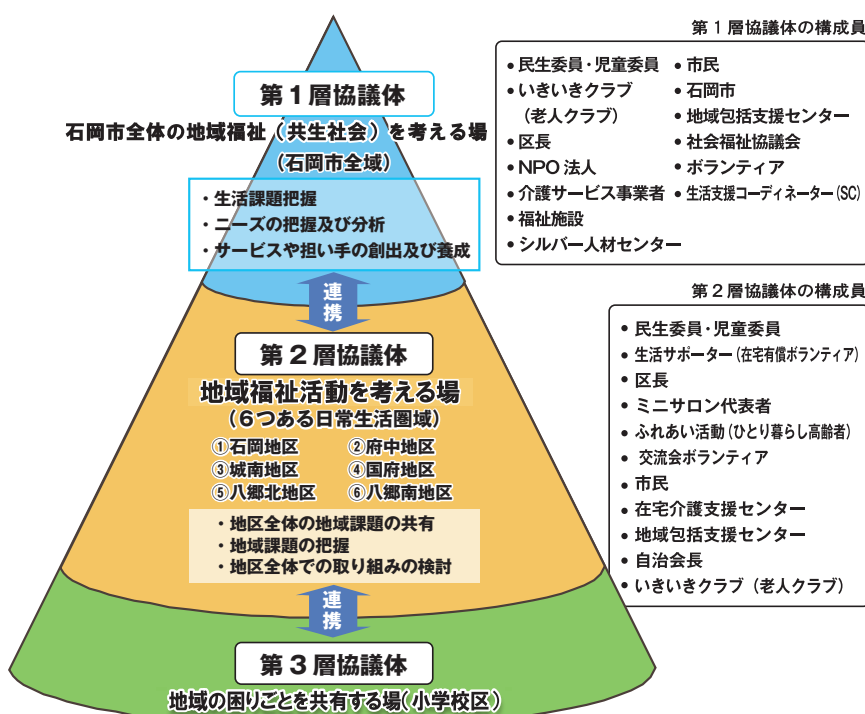 第1層協議体
石岡市全体の地域福祉（共生社会）を考える場
（石岡市全域）
・生活課題把握
・ニーズの把握及び分析
・サービスや担い手の創出及び養成
連携
第2層協議体
地域福祉活動を考える場
（6つある日常生活圏域）
①石岡地区 ②府中地区
③城南地区 ④国府地区
⑤八郷北地区 ⑥八郷南地区
・地区全体の地域課題の共有
・地域課題の把握
・地区全体での取り組みの検討
連携
第3層協議体
地域の困りごとを共有する場（小学校区）
第1層協議体の構成員
•民生委員・児童委員
•いきいきクラブ
（老人クラブ）
•区長
•NPO法人
•介護サービス事業者
•福祉施設
•シルバー人材センター
•市民
•石岡市
•地域包括支援センター
•社会福祉協議会
•ボランティア
•生活支援コーディネーター（SC）
第2層協議体の構成員
•民生委員・児童委員
•生活サポーター（在宅有償ボランティア）
•区長
•ミニサロン代表者
•ふれあい活動（ひとり暮らし高齢者）
•交流会ボランティア
•市民
•在宅介護支援センター
•地域包括支援センター
•自治会長
•いきいきクラブ（老人クラブ）